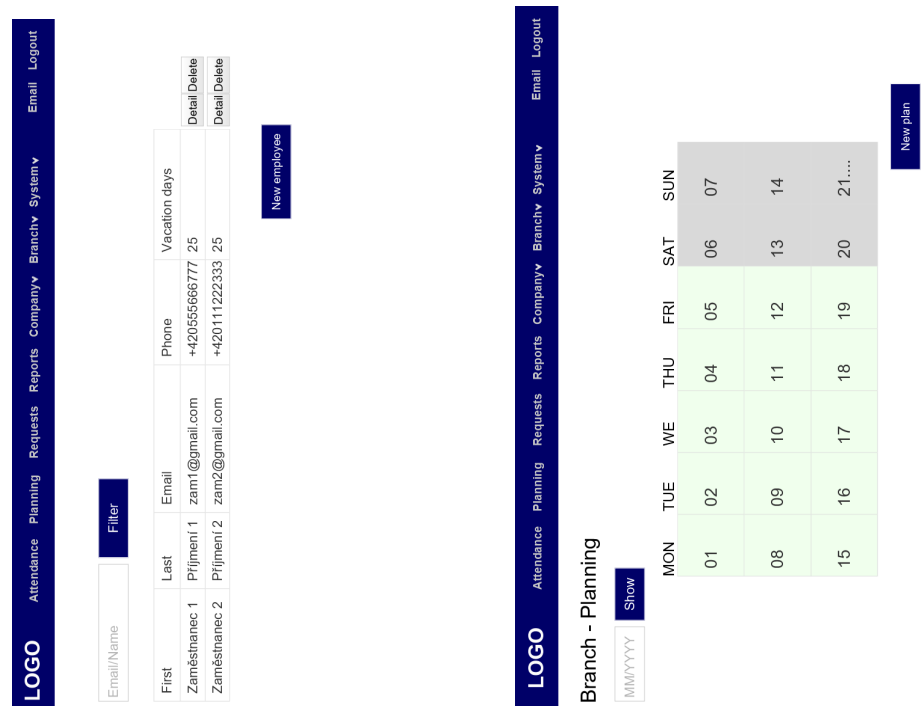 LOGO Attendance Planning Requests Reports Company▾ Branch▾ System▾ Email Logout
Email/Name Filter
First Last Email Phone Vacation days
Zaměstnanec 1 Příjmení 1 zam1@gmail.com +420555666777 25 Detail Delete
Zaměstnanec 2 Příjmení 2 zam2@gmail.com +420111222333 25 Detail Delete
New employee
LOGO Attendance Planning Requests Reports Company▾ Branch▾ System▾ Email Logout
Branch - Planning
MM/YYYY Show
MON TUE WE THU FRI SAT SUN
01 02 03 04 05 06 07
08 09 10 11 12 13 14
15 16 17 18 19 20 21....
New plan